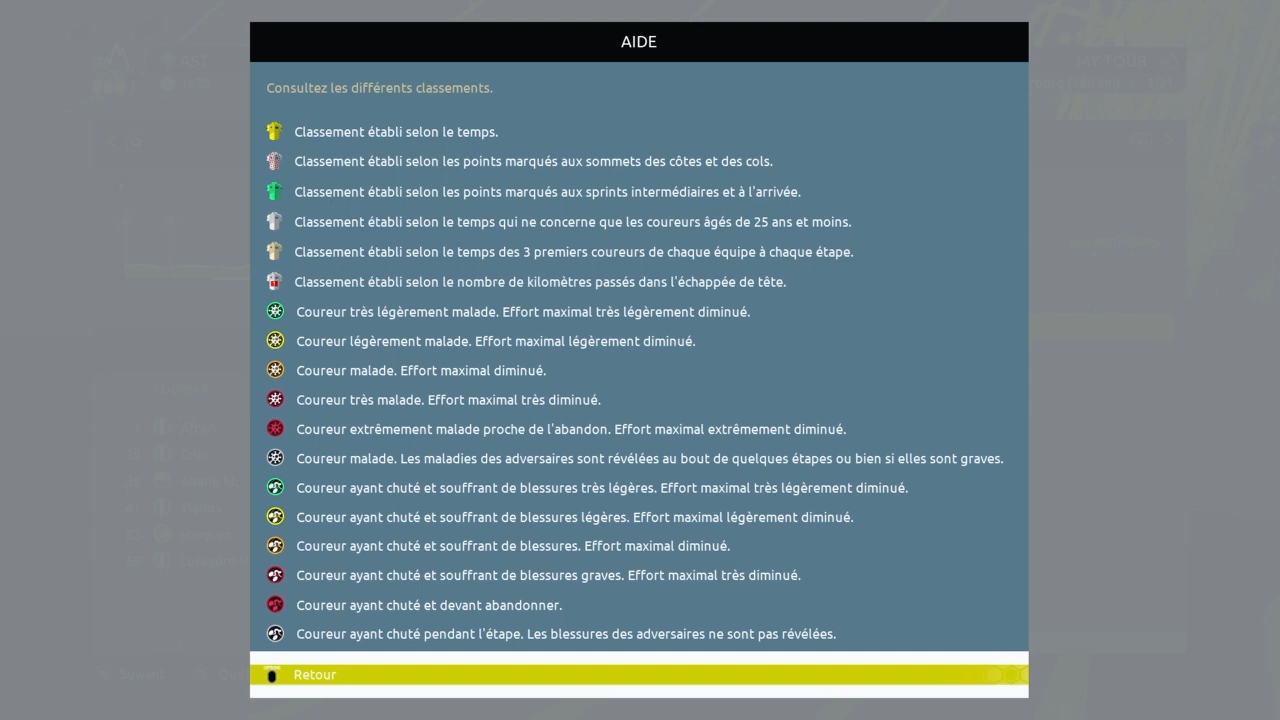 AIDE
Consultez les différents classements.
Classement établi selon le temps.
Classement établi selon les points marqués aux sommets des côtes et des cols.
Classement établi selon les points marqués aux sprints intermédiaires et à l'arrivée.
Classement établi selon le temps qui ne concerne que les coureurs âgés de 25 ans et moins.
Classement établi selon le temps des 3 premiers coureurs de chaque équipe à chaque étape.
Classement établi selon le nombre de kilomètres passés dans l'échappée de tête.
Coureur très légèrement malade. Effort maximal très légèrement diminué.
Coureur légèrement malade. Effort maximal légèrement diminué.
Coureur malade. Effort maximal diminué.
Coureur très malade. Effort maximal très diminué.
Coureur extrêmement malade proche de l'abandon. Effort maximal extrêmement diminué.
Coureur malade. Les maladies des adversaires sont révélées au bout de quelques étapes ou bien si elles sont graves.
Coureur ayant chuté et souffrant de blessures très légères. Effort maximal très légèrement diminué.
Coureur ayant chuté et souffrant de blessures légères. Effort maximal légèrement diminué.
Coureur ayant chuté et souffrant de blessures. Effort maximal diminué.
Coureur ayant chuté et souffrant de blessures graves. Effort maximal très diminué.
Coureur ayant chuté et devant abandonner.
Coureur ayant chuté pendant l'étape. Les blessures des adversaires ne sont pas révélées.
Retour